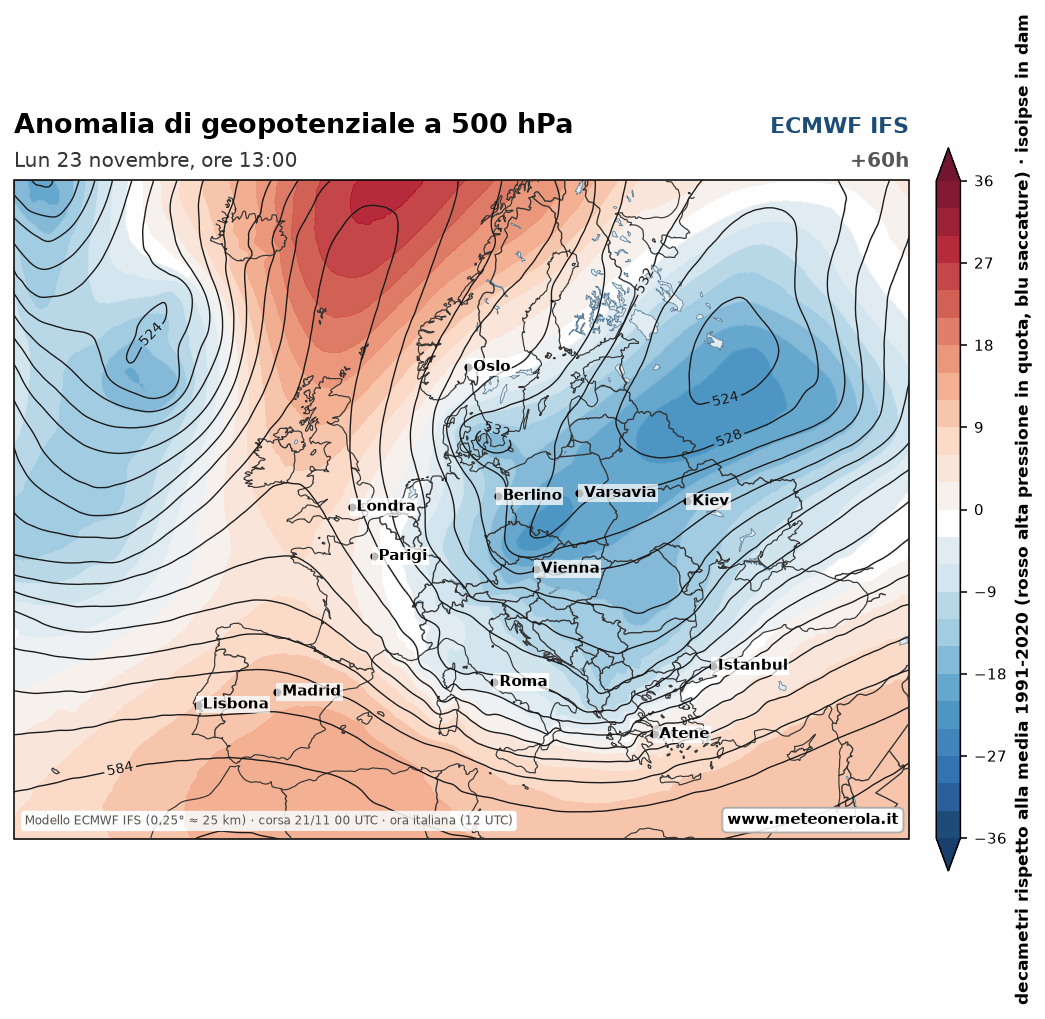 Anomalia di geopotenziale a 500 hPa
ECMWF IFS
Lun 23 novembre, ore 13:00
+60h
524
532
Oslo
532
524
528
Londra
Berlino
Varsavia
Kiev
Parigi
Vienna
Roma
Istanbul
Madrid
Lisbona
Atene
584
Modello ECMWF IFS (0,25° ≈ 25 km) · corsa 21/11 00 UTC · ora italiana (12 UTC)
www.meteonerola.it
36
27
18
9
0
−9
−18
−27
−36
decametri rispetto alla media 1991-2020 (rosso alta pressione in quota, blu saccature) · isoipse in dam